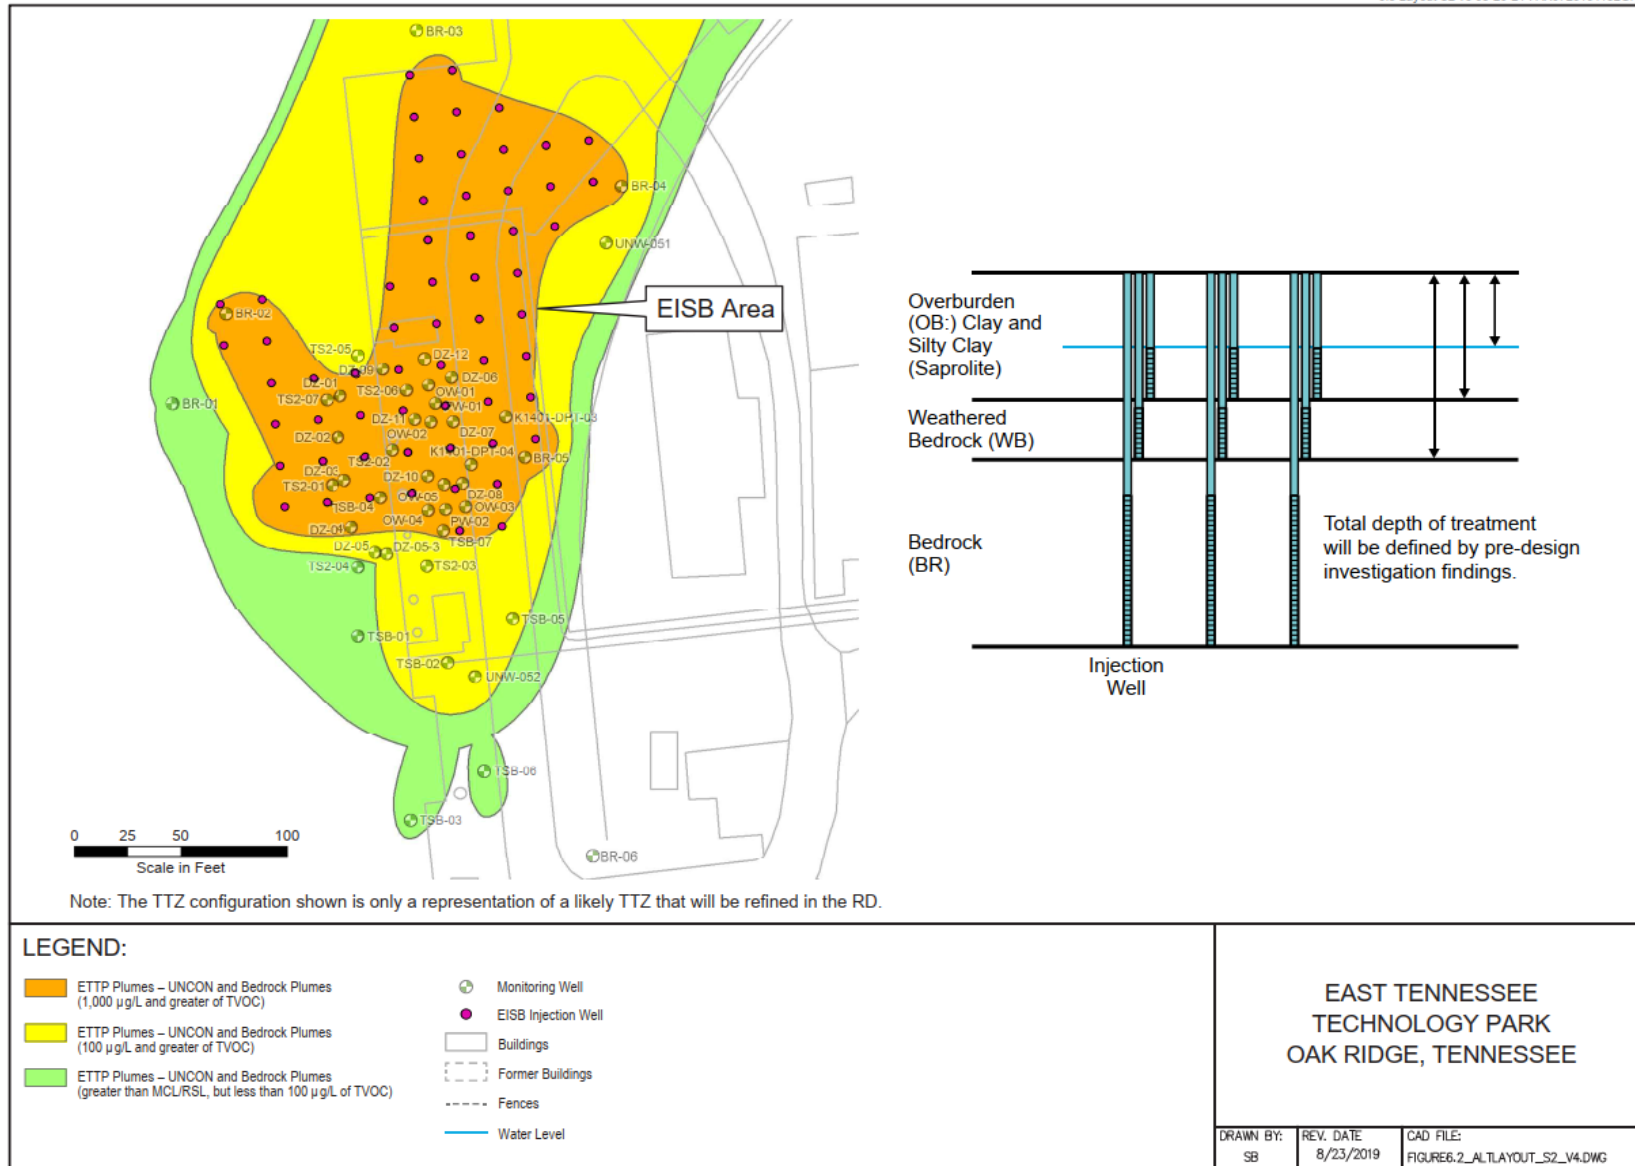 BR-03
BR-04
UNW-051
EISB Area
BR-02
TS2-05
DZ-12
DZ-09
DZ-06
DZ-01
TS2-06
OW-01
TS2-07
PW-01
BR-01
K1401-DPT-03
DZ-11
DZ-07
DZ-02
OW-02
K1401-DPT-04
TS2-02
BR-05
DZ-03
DZ-10
TS2-01
OW-05
DZ-08
TSB-04
OW-03
OW-04
PW-02
DZ-04
TSB-07
DZ-05
DZ-05-3
TS2-04
TS2-03
TSB-05
TSB-01
TSB-02
UNW-052
TSB-06
TSB-03
BR-06
0 25 50 100
Scale in Feet
Note: The TTZ configuration shown is only a representation of a likely TTZ that will be refined in the RD.
Overburden
(OB:) Clay and
Silty Clay
(Saprolite)
Weathered
Bedrock (WB)
Bedrock
(BR)
Total depth of treatment
will be defined by pre-design
investigation findings.
Injection
Well
LEGEND:
ETTP Plumes – UNCON and Bedrock Plumes
(1,000 µg/L and greater of TVOC)
ETTP Plumes – UNCON and Bedrock Plumes
(100 µg/L and greater of TVOC)
ETTP Plumes – UNCON and Bedrock Plumes
(greater than MCL/RSL, but less than 100 µg/L of TVOC)
Monitoring Well
EISB Injection Well
Buildings
Former Buildings
Fences
Water Level
EAST TENNESSEE
TECHNOLOGY PARK
OAK RIDGE, TENNESSEE
DRAWN BY:
SB
REV. DATE
8/23/2019
CAD FILE:
FIGURE6.2_ALTLAYOUT_S2_V4.DWG